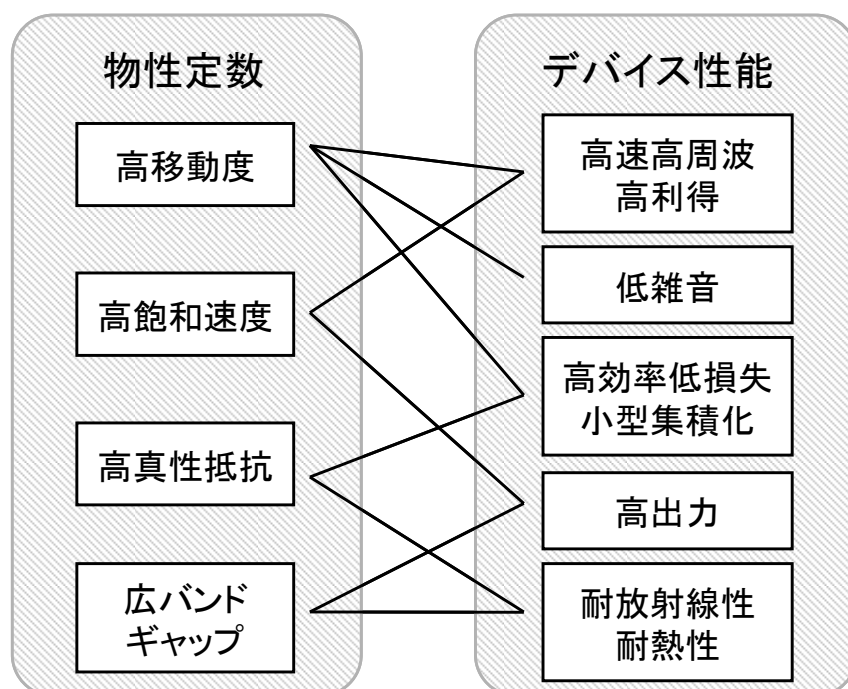 物性定数
高移動度
高飽和速度
高真性抵抗
広バンド
ギャップ
デバイス性能
高速高周波
高利得
低雑音
高効率低損失
小型集積化
高出力
耐放射線性
耐熱性